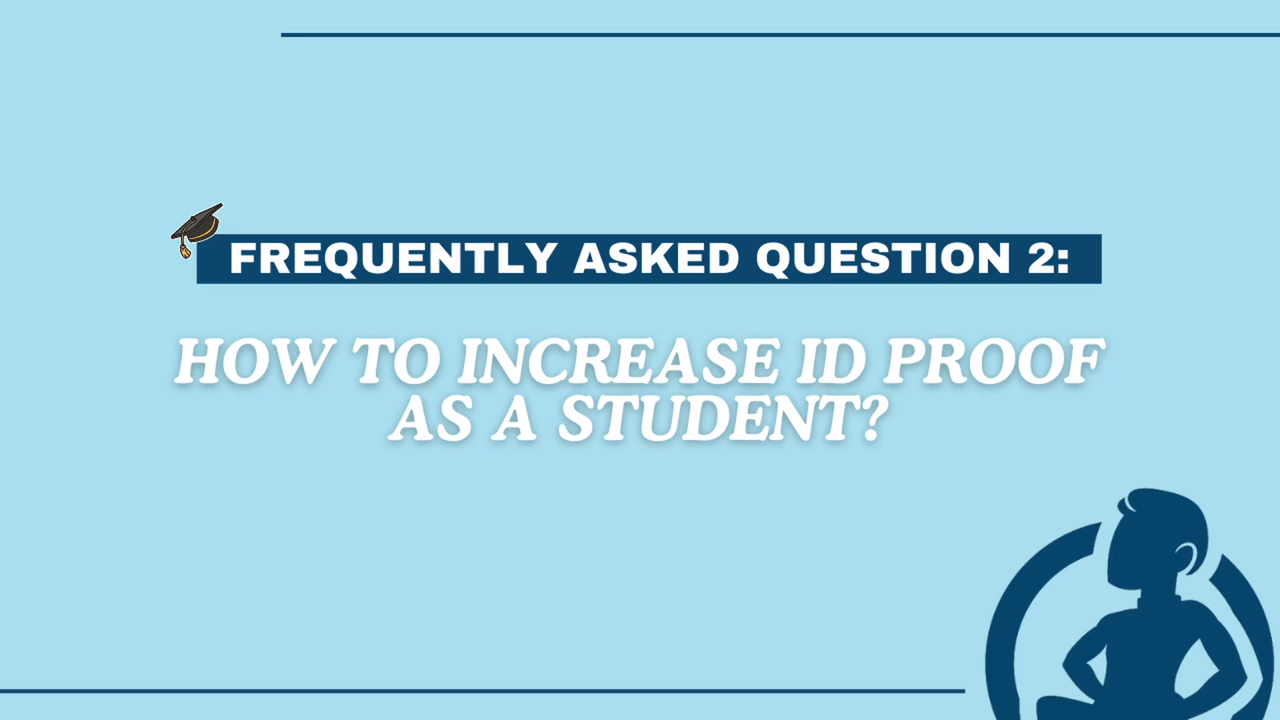 FREQUENTLY ASKED QUESTION 2:
HOW TO INCREASE ID PROOF
AS A STUDENT?